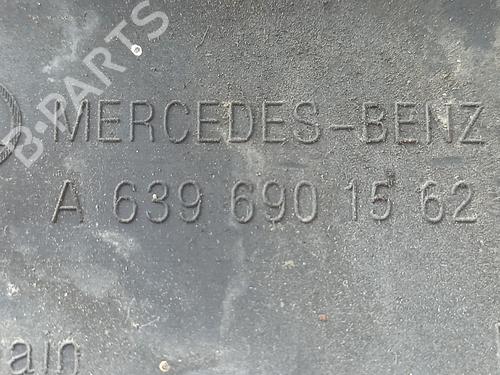 B-PARTS
MERCEDES-BENZ
A 639 690 15 62
ain